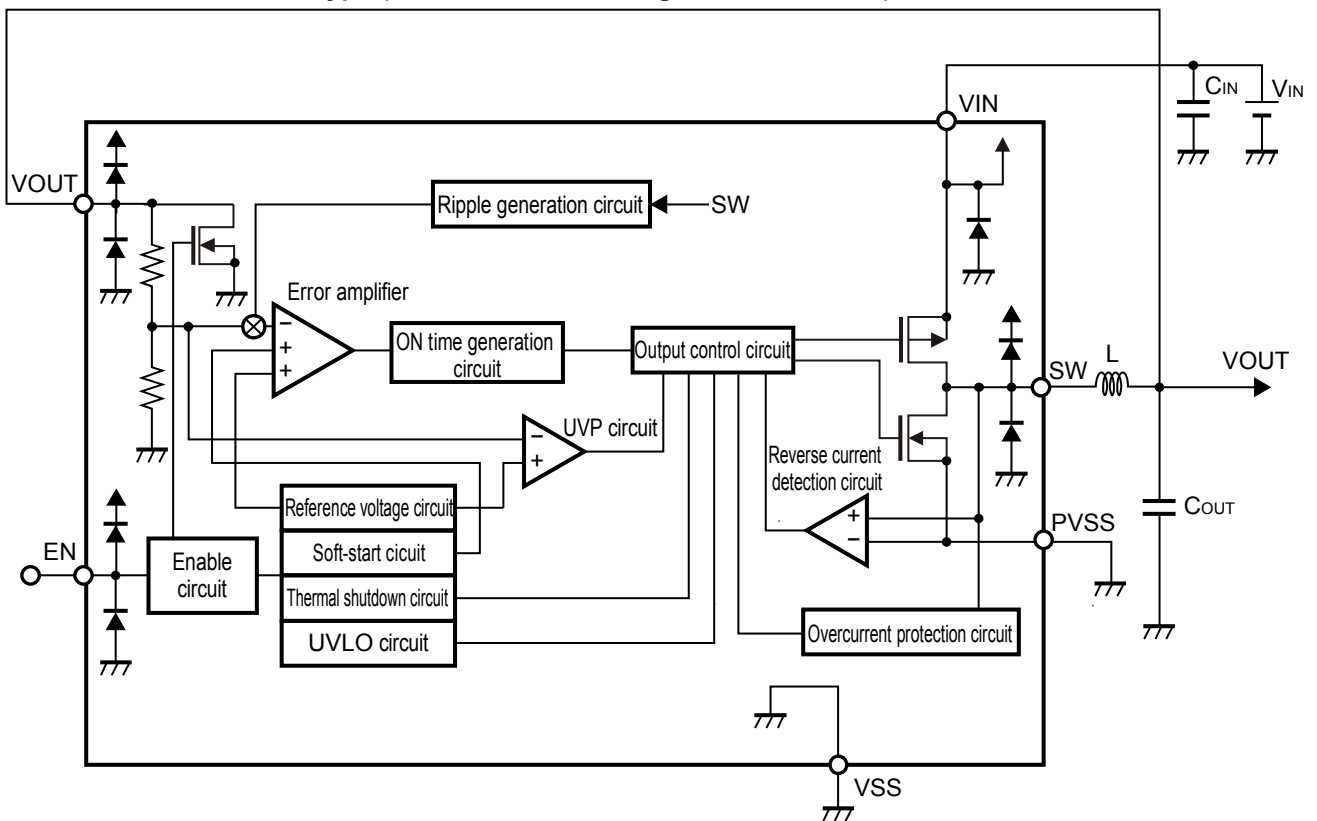 VIN
CIN
VIN
VOUT
Ripple generation circuit
SW
Error amplifier
−
+
+
ON time generation
circuit
Output control circuit
SW
L
VOUT
UVP circuit
−
+
Reverse current
detection circuit
+
−
Reference voltage circuit
Soft-start cicuit
Thermal shutdown circuit
UVLO circuit
EN
Enable
circuit
PVSS
COUT
Overcurrent protection circuit
VSS